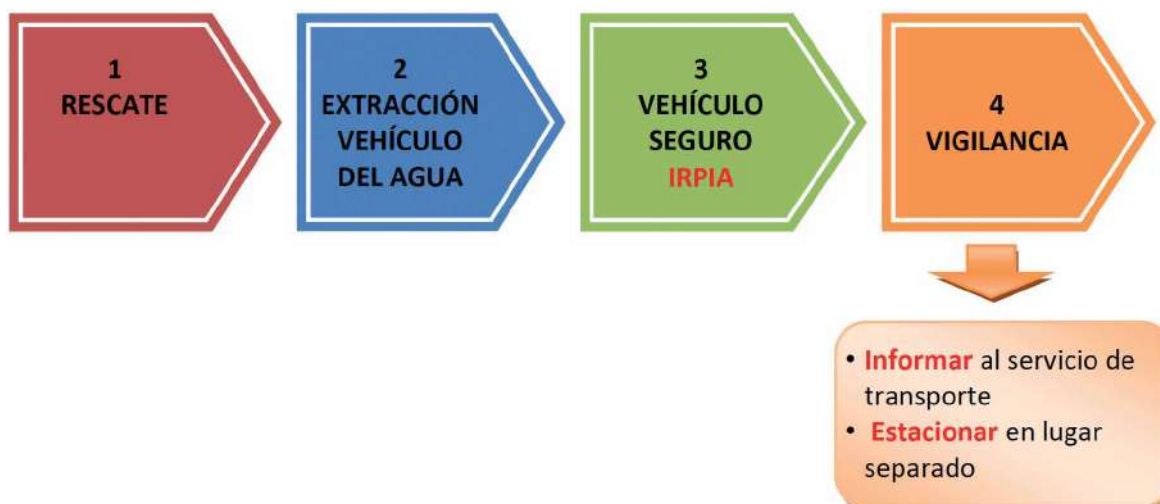 1
RESCATE
2
EXTRACCIÓN
VEHÍCULO
DEL AGUA
3
VEHÍCULO
SEGURO
IRPIA
4
VIGILANCIA
• Informar al servicio de
transporte
• Estacionar en lugar
separado